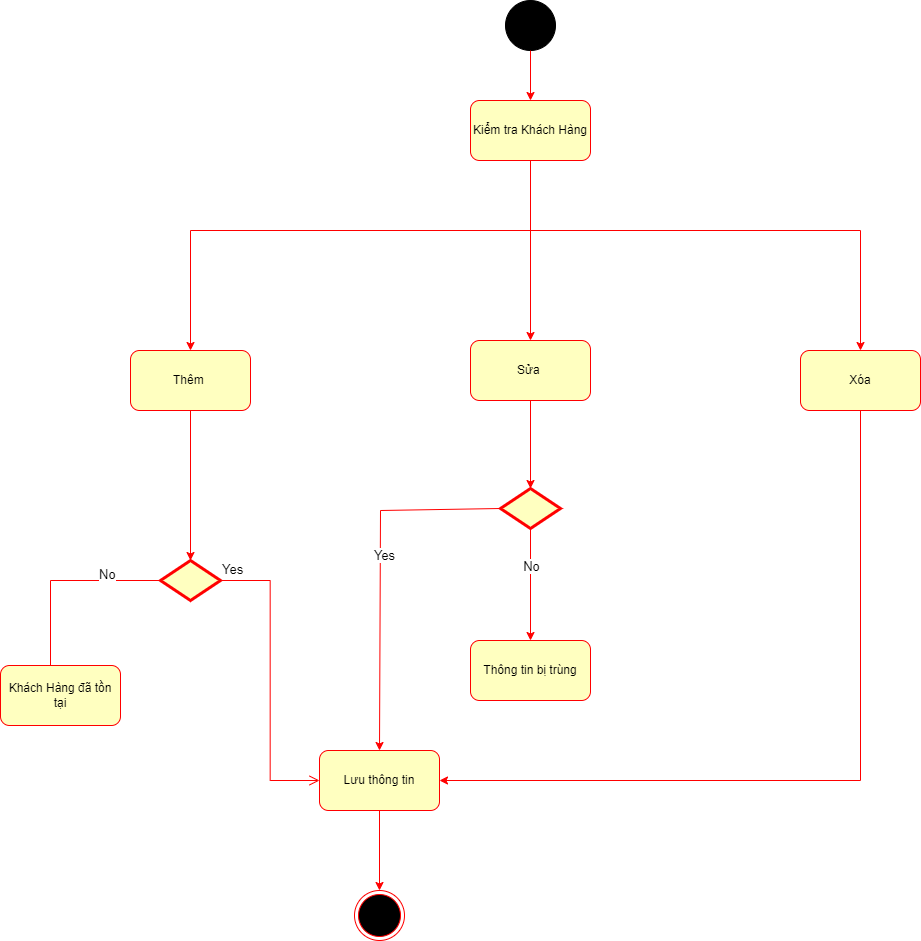 Kiểm tra Khách Hàng
Thêm
Sửa
Xóa
Yes
No
No
Yes
Thông tin bị trùng
Khách Hàng đã tồn
tại
Lưu thông tin